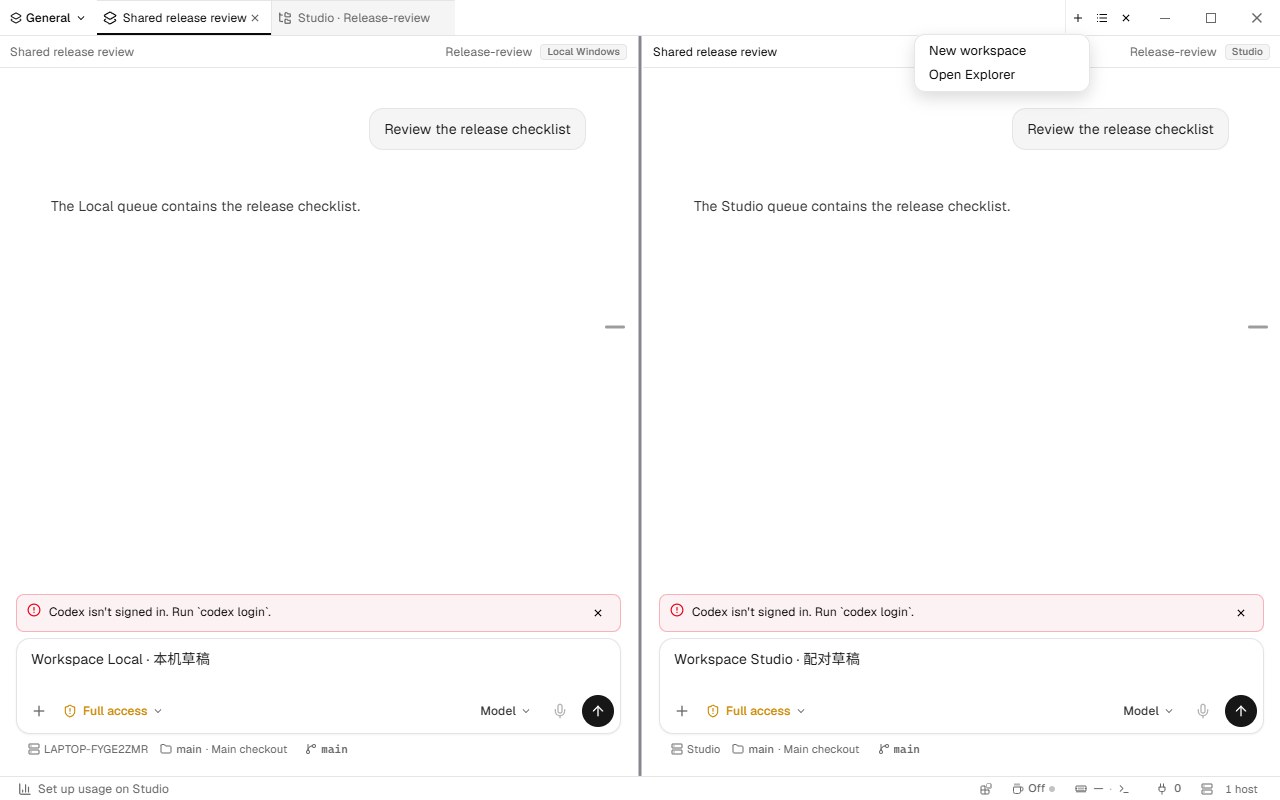 General
Shared release review
Studio · Release-review
New workspace
Open Explorer
Shared release review
Release-review
Local Windows
Review the release checklist
The Local queue contains the release checklist.
Codex isn't signed in. Run `codex login`.
Workspace Local · 本机草稿
Full access
Model
LAPTOP-FYGE2ZMR
main · Main checkout
main
Shared release review
Release-review
Studio
Review the release checklist
The Studio queue contains the release checklist.
Codex isn't signed in. Run `codex login`.
Workspace Studio · 配对草稿
Full access
Model
Studio
main · Main checkout
main
Set up usage on Studio
Off
— ·
0
1 host